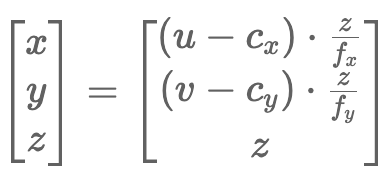 [x y z] = [(u − c_x) · z/f_x
(v − c_y) · z/f_y
z]